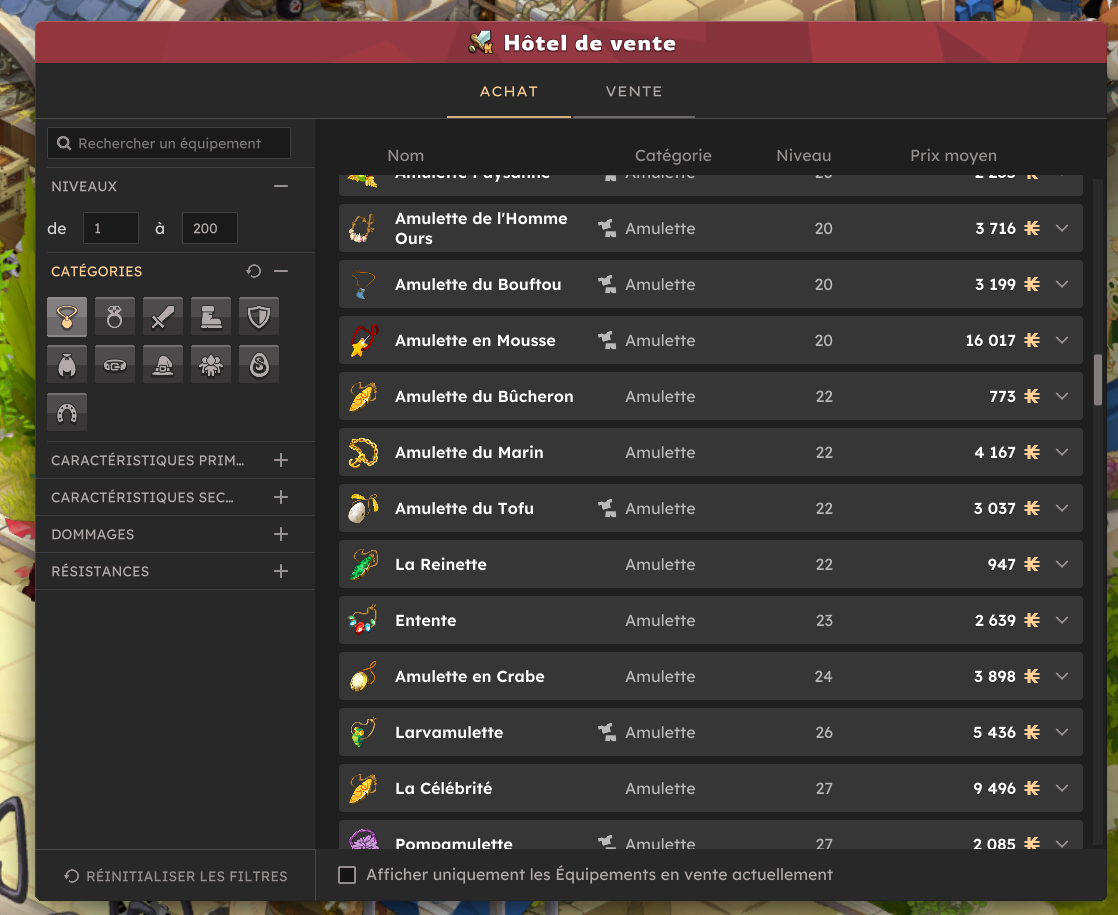 Hôtel de vente
ACHAT
VENTE
Rechercher un équipement
NIVEAUX
de 1 à 200
CATÉGORIES
CARACTÉRISTIQUES PRIM...
CARACTÉRISTIQUES SEC...
DOMMAGES
RÉSISTANCES
RÉINITIALISER LES FILTRES
Nom Catégorie Niveau Prix moyen
Amulette Paysanne Amulette
Amulette de l'Homme
Ours
Amulette 20 3 716
Amulette du Bouftou Amulette 20 3 199
Amulette en Mousse Amulette 20 16 017
Amulette du Bûcheron Amulette 22 773
Amulette du Marin Amulette 22 4 167
Amulette du Tofu Amulette 22 3 037
La Reinette Amulette 22 947
Entente Amulette 23 2 639
Amulette en Crabe Amulette 24 3 898
Larvamulette Amulette 26 5 436
La Célébrité Amulette 27 9 496
Pompamulette Amulette 27 2 085
Afficher uniquement les Équipements en vente actuellement